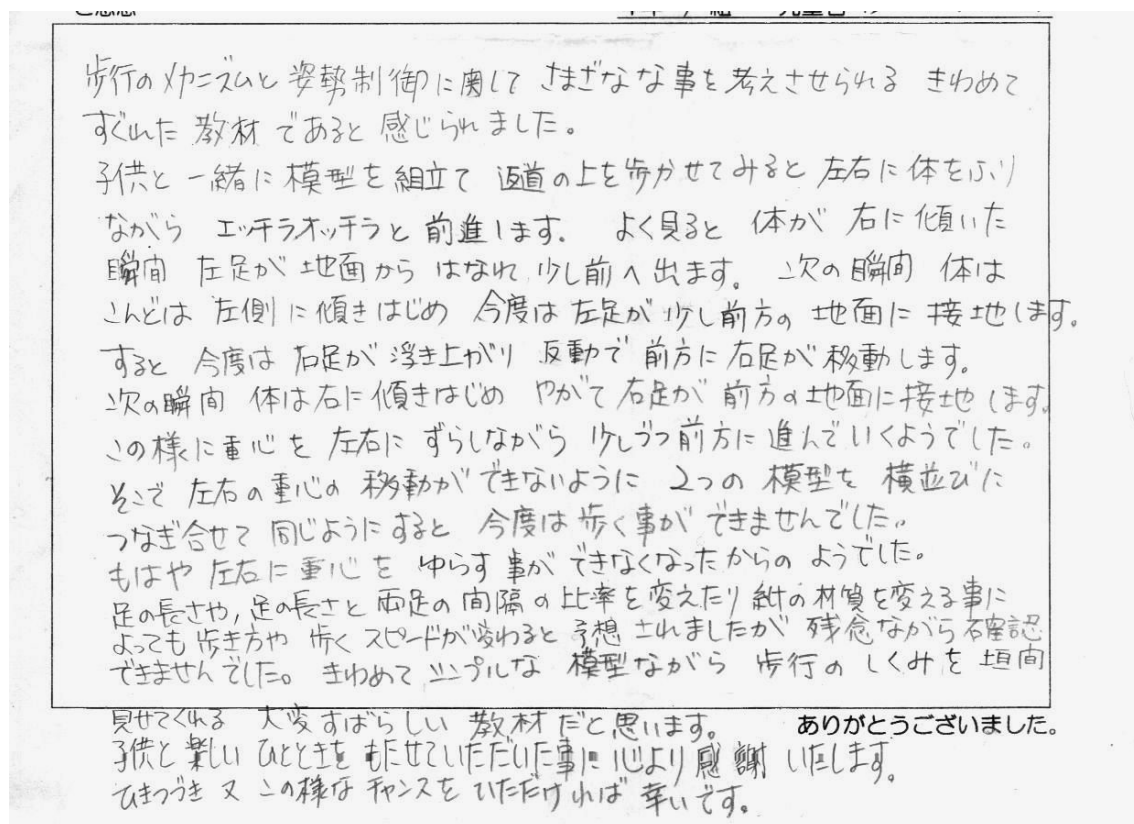 歩行のメカニズムと姿勢制御に関して さまざなな事を考えさせられる きわめて
すぐれた教材であると感じられました。
子供と一緒に模型を組立て 返道の上を歩かせてみると 左右に体をふり
ながら エッチラオッチラと前進します。 よく見ると 体が 右に傾いた
瞬間 左足が 地面から はなれ 少し前へ出ます。 次の瞬間 体は
こんどは 左側に傾きはじめ 今度は左足が少し前方の 地面に接地します。
すると 今度は 右足が 浮き上がり 反動で 前方に右足が移動します。
次の瞬間 体は右に傾きはじめ やがて右足が 前方の地面に接地します。
この様に重心を 左右に ずらしながら 少しづつ前方に進んでいくようでした。
そこで 左右の重心の 移動ができないように 2つの 模型を 横並びに
つなぎ合せて 同じようにすると 今度は歩く事が できませんでした。
もはや 左右に重心を ゆらす事ができなくなったからの ようでした。
足の長さや,足の長さと両足の間隔の比率を変えたり 紙の材質を変える事に
よっても歩き方や 歩くスピードが変わると予想されましたが 残念ながら確認
できませんでした。 きわめてシンプルな 模型ながら 歩行の しくみを 垣間
見せてくれる 大変すばらしい 教材だと思います。 ありがとうございました。
子供と楽しいひとときをもたせていただいた事に心より感謝いたします。
ひきつづき又この様なチャンスをいただければ幸いです。